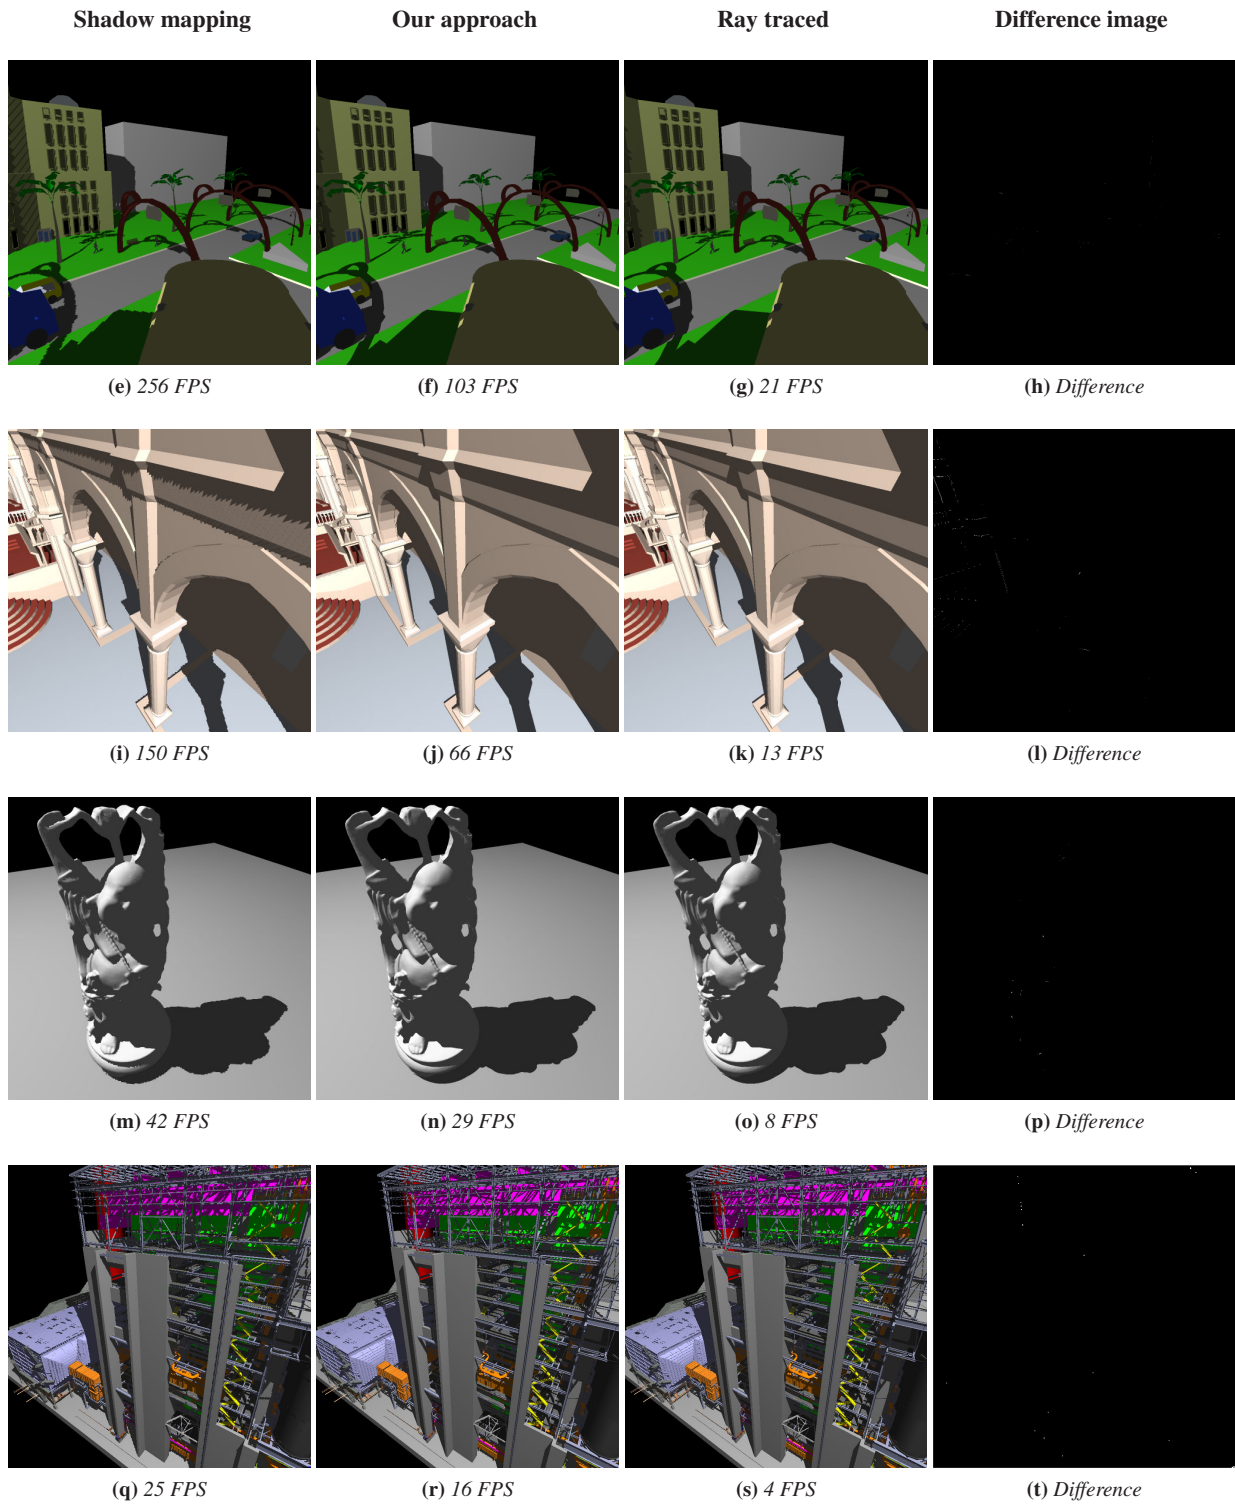 Shadow mapping Our approach Ray traced Difference image
(e) 256 FPS (f) 103 FPS (g) 21 FPS (h) Difference
(i) 150 FPS (j) 66 FPS (k) 13 FPS (l) Difference
(m) 42 FPS (n) 29 FPS (o) 8 FPS (p) Difference
(q) 25 FPS (r) 16 FPS (s) 4 FPS (t) Difference